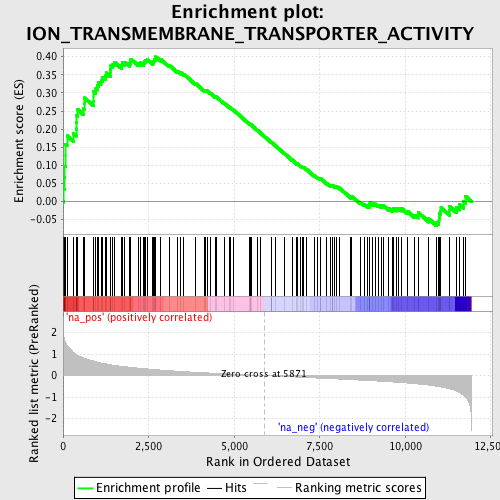 Enrichment plot:
ION_TRANSMEMBRANE_TRANSPORTER_ACTIVITY
Enrichment score (ES)
0.40
0.35
0.30
0.25
0.20
0.15
0.10
0.05
0.00
-0.05
'na_pos' (positively correlated)
Ranked list metric (PreRanked)
2
1
0
-1
-2
Zero cross at 5871
'na_neg' (negatively correlated)
0
2,500
5,000
7,500
10,000
12,500
Rank in Ordered Dataset
Enrichment profile
Hits
Ranking metric scores